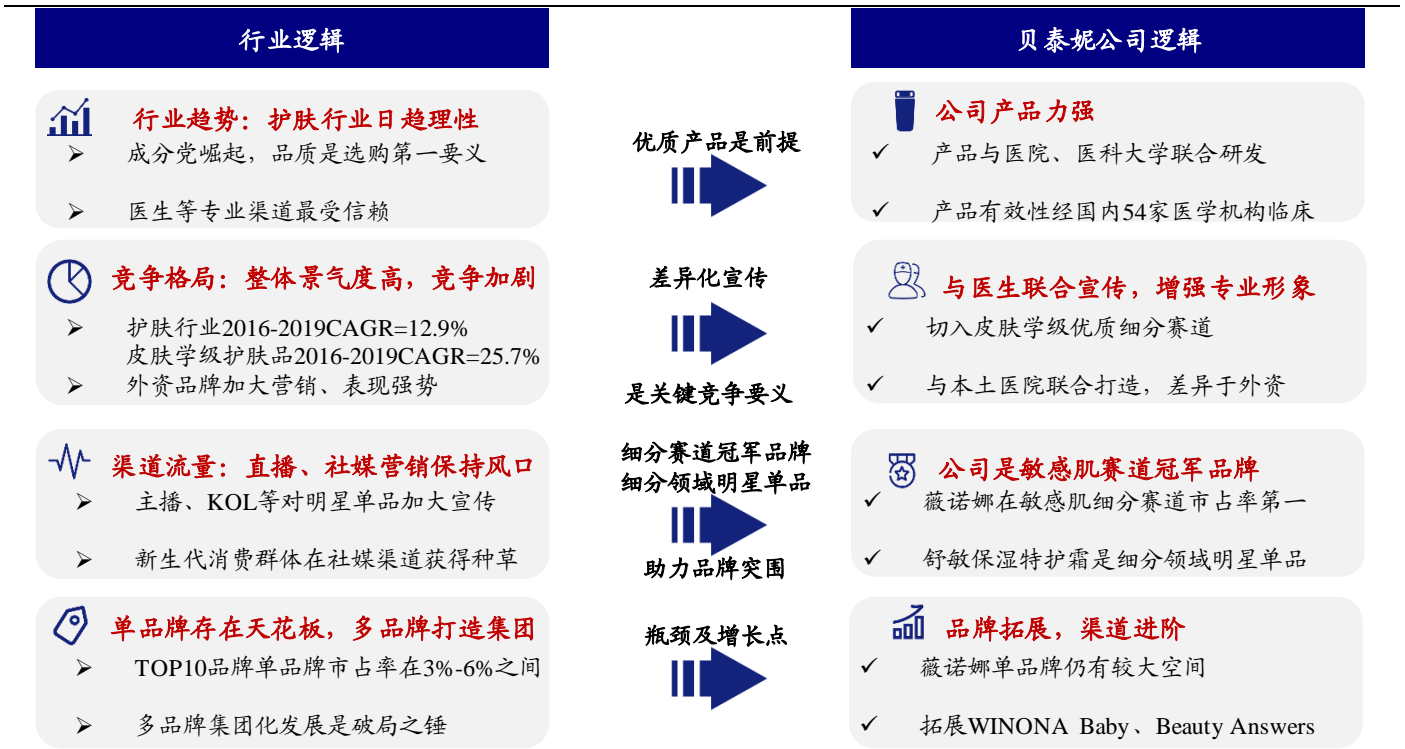 行业逻辑
贝泰妮公司逻辑
行业趋势：护肤行业日趋理性
➢ 成分党崛起，品质是选购第一要义
➢ 医生等专业渠道最受信赖
优质产品是前提
公司产品力强
✓ 产品与医院、医科大学联合研发
✓ 产品有效性经国内54家医学机构临床
竞争格局：整体景气度高，竞争加剧
➢ 护肤行业2016-2019CAGR=12.9%
皮肤学级护肤品2016-2019CAGR=25.7%
➢ 外资品牌加大营销、表现强势
差异化宣传
是关键竞争要义
与医生联合宣传，增强专业形象
✓ 切入皮肤学级优质细分赛道
✓ 与本土医院联合打造，差异于外资
渠道流量：直播、社媒营销保持风口
➢ 主播、KOL等对明星单品加大宣传
➢ 新生代消费群体在社媒渠道获得种草
细分赛道冠军品牌
细分领域明星单品
助力品牌突围
公司是敏感肌赛道冠军品牌
✓ 薇诺娜在敏感肌细分赛道市占率第一
✓ 舒敏保湿特护霜是细分领域明星单品
单品牌存在天花板，多品牌打造集团
➢ TOP10品牌单品牌市占率在3%-6%之间
➢ 多品牌集团化发展是破局之锤
瓶颈及增长点
品牌拓展，渠道进阶
✓ 薇诺娜单品牌仍有较大空间
✓ 拓展WINONA Baby、Beauty Answers